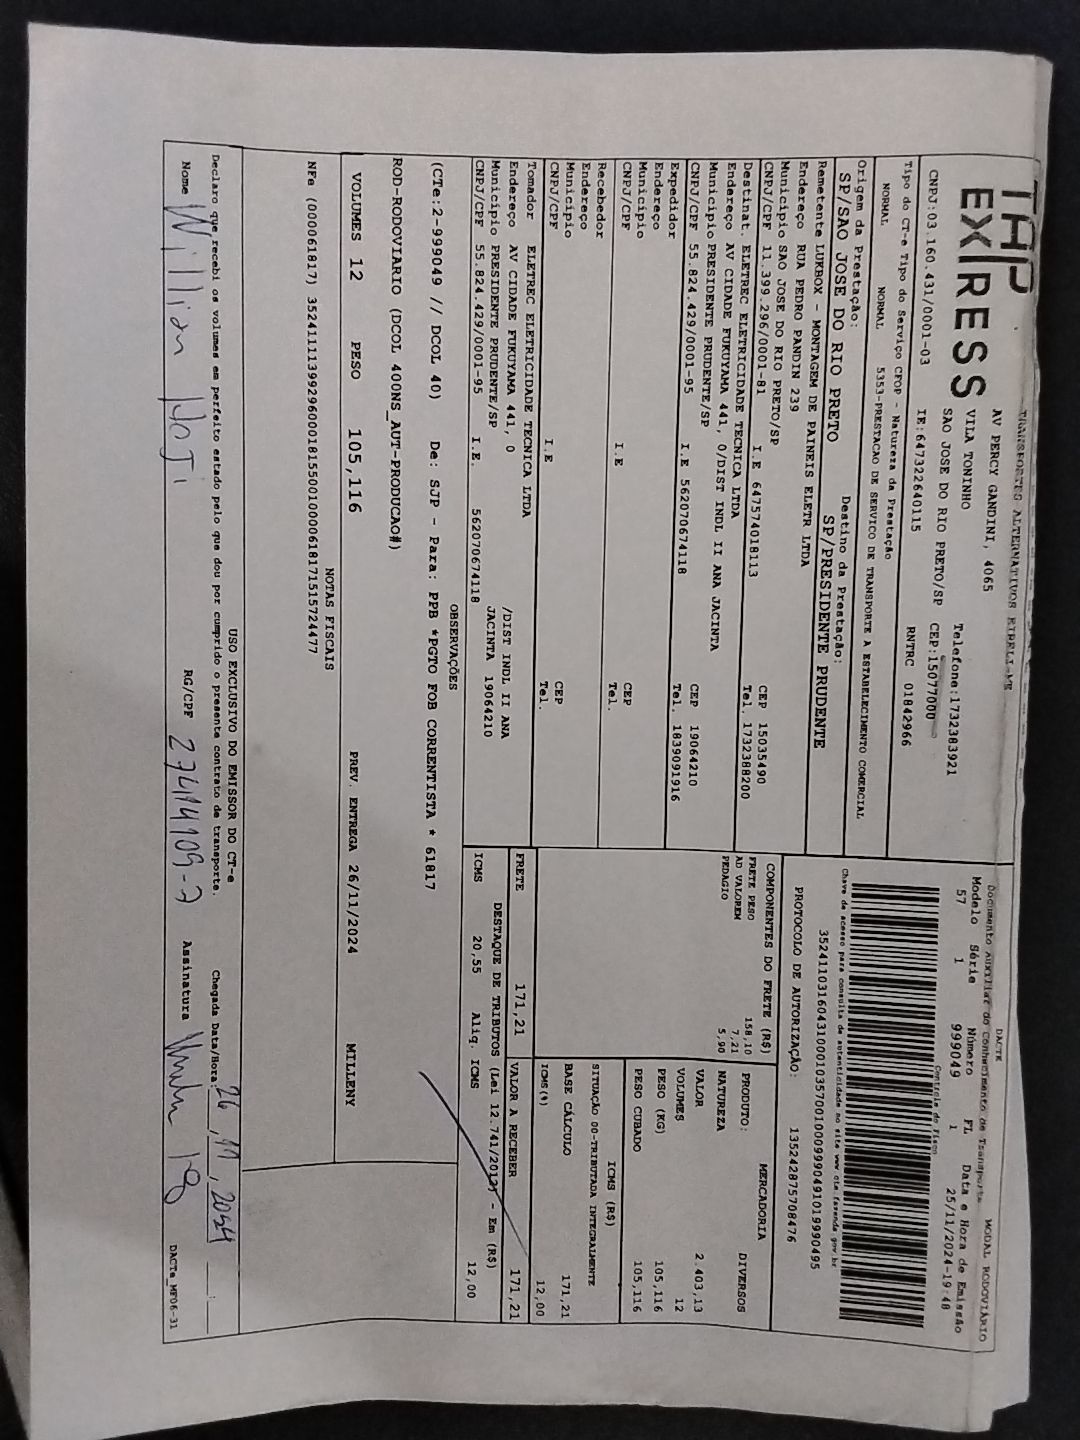 TAP
EXPRESS
TRANSPORTES ALTERNATIVOS EIRELI-ME
AV PERCY GANDINI, 4065
VILA TONINHO Telefone:1732383921
SAO JOSE DO RIO PRETO/SP CEP:15077000
CNPJ:03.160.431/0001-03 IE:647322640115 RNTRC 01842966
DACTE MODAL RODOVIÁRIO
Documento Auxiliar do Conhecimento de Transporte
Modelo Série Número FL Data e Hora de Emissão
57 1 999049 1 25/11/2024-19:48
Controle do Fisco
Chave de acesso para consulta de autenticidade no site www.cte.fazenda.gov.br
PROTOCOLO DE AUTORIZAÇÃO: 135242875708476
Tipo do CT-e Tipo do Serviço CFOP - Natureza da Prestação
NORMAL NORMAL 5353-PRESTACAO DE SERVICO DE TRANSPORTE A ESTABELECIMENTO COMERCIAL
Origem da Prestação: Destino da Prestação:
SP/SAO JOSE DO RIO PRETO SP/PRESIDENTE PRUDENTE
Remetente LUKBOX - MONTAGEM DE PAINEIS ELETR LTDA
Endereço RUA PEDRO PANDIN 239
Município SAO JOSE DO RIO PRETO/SP CEP 15035490
CNPJ/CPF 11.399.296/0001-81 I.E 647574018113 Tel. 1732388200
Destinat. ELETREC ELETRICIDADE TECNICA LTDA
Endereço AV CIDADE FUKUYAMA 441, 0/DIST INDL II ANA JACINTA
Município PRESIDENTE PRUDENTE/SP CEP 19064210
CNPJ/CPF 55.824.429/0001-95 I.E 562070674118 Tel. 1839091916
Expedidor
Endereço
Município CEP
CNPJ/CPF I.E Tel.
Recebedor
Endereço
Município CEP
CNPJ/CPF I.E Tel.
Tomador ELETREC ELETRICIDADE TECNICA LTDA
Endereço AV CIDADE FUKUYAMA 441, 0 /DIST INDL II ANA
Município PRESIDENTE PRUDENTE/SP JACINTA 19064210
CNPJ/CPF 55.824.429/0001-95 I.E. 562070674118
COMPONENTES DO FRETE (R$)
FRETE PESO 158,10
AD VALOREM 7,21
PEDAGIO 5,90
MERCADORIA
PRODUTO: DIVERSOS
NATUREZA
VALOR 2.403,13
VOLUMES 12
PESO (KG) 105,116
PESO CUBADO 105,116
ICMS (R$)
SITUAÇÃO 00-TRIBUTADA INTEGRALMENTE
BASE CÁLCULO 171,21
ICMS(%) 12,00
FRETE 171,21 VALOR A RECEBER 171,21
DESTAQUE DE TRIBUTOS (Lei 12.741/2012) - Em (R$)
ICMS 20,55 Aliq. ICMS 12,00
OBSERVAÇÕES
(CTe:2-999049 // DCOL 40) De: SJP - Para: PPB *PGTO FOB CORRENTISTA * 61817
ROD-RODOVIARIO (DCOL 400NS_AUT-PRODUCAO#)
VOLUMES 12 PESO 105,116 PREV. ENTREGA 26/11/2024 MILLENY
NOTAS FISCAIS
USO EXCLUSIVO DO EMISSOR DO CT-e
Declaro que recebi os volumes em perfeito estado pelo que dou por cumprido o presente contrato de transporte. Chegada Data/Hora:
Nome RG/CPF 27414109-7 Assinatura
DACTe_MF06-31